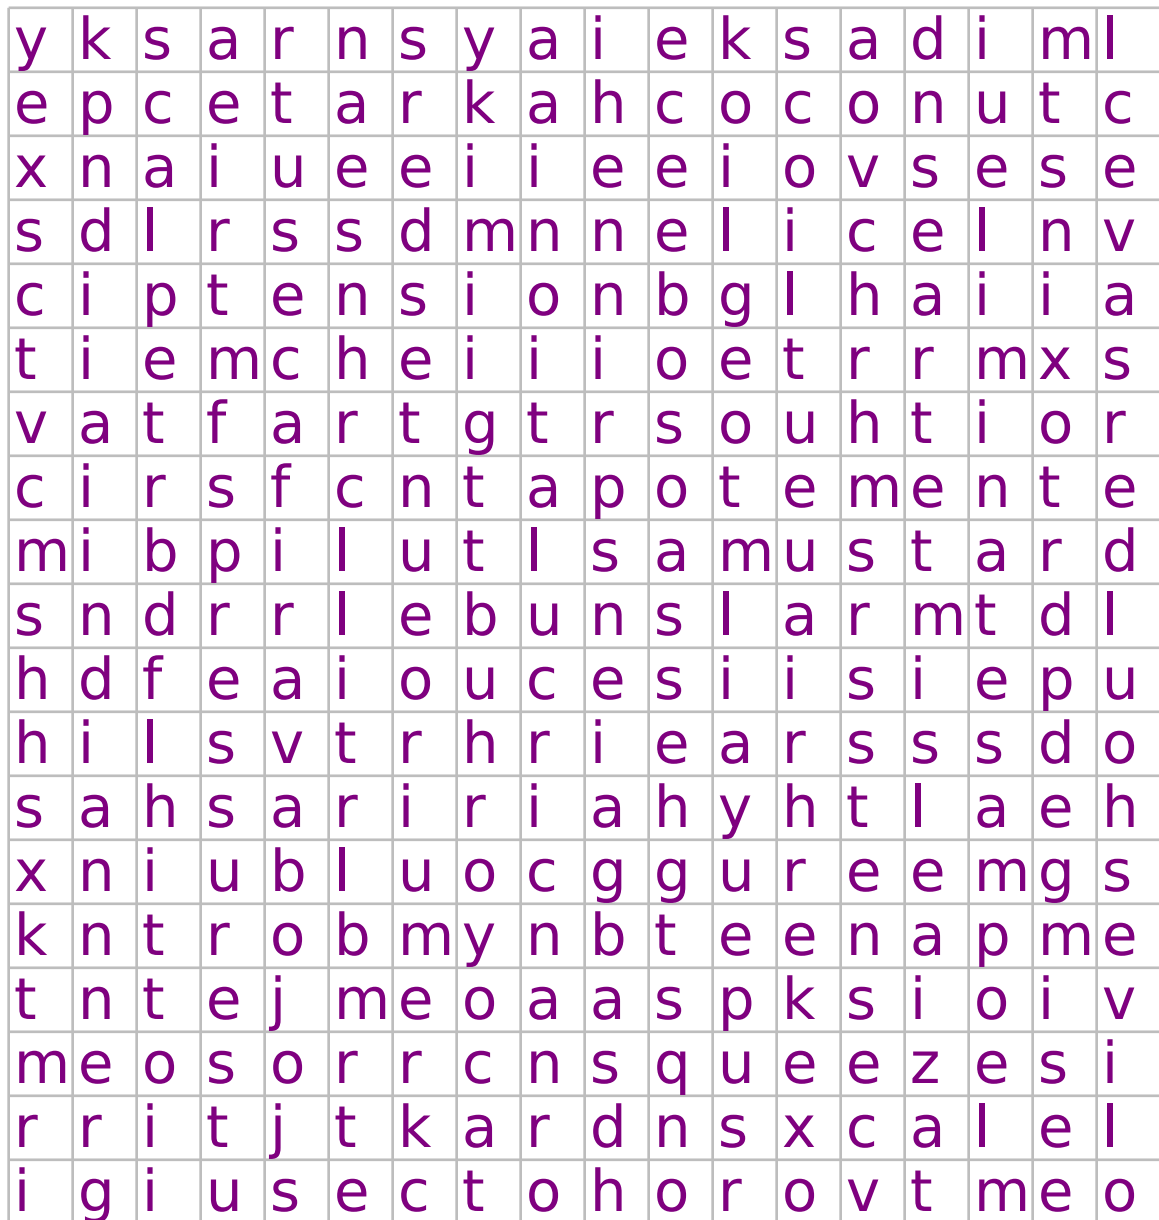 y k s a r n s y a i e k s a d i m l
e p c e t a r k a h c o c o n u t c
x n a i u e e i i e e i o v s e s e
s d l r s s d m n n e l i c e l n v
c i p t e n s i o n b g l h a i i a
t i e m c h e i i i o e t r r m x s
v a t f a r t g t r s o u h t i o r
c i r s f c n t a p o t e m e n t e
m i b p i l u t l s a m u s t a r d
s n d r r l e b u n s l a r m t d l
h d f e a i o u c e s i i s i e p u
h i l s v t r h r i e a r s s s d o
s a h s a r i r i a h y h t l a e h
x n i u b l u o c g g u r e e m g s
k n t r o b m y n b t e e n a p m e
t n t e j m e o a a s p k s i o i v
m e o s o r r c n s q u e e z e s i
r r i t j t k a r d n s x c a l e l
i g i u s e c t o h o r o v t m e o